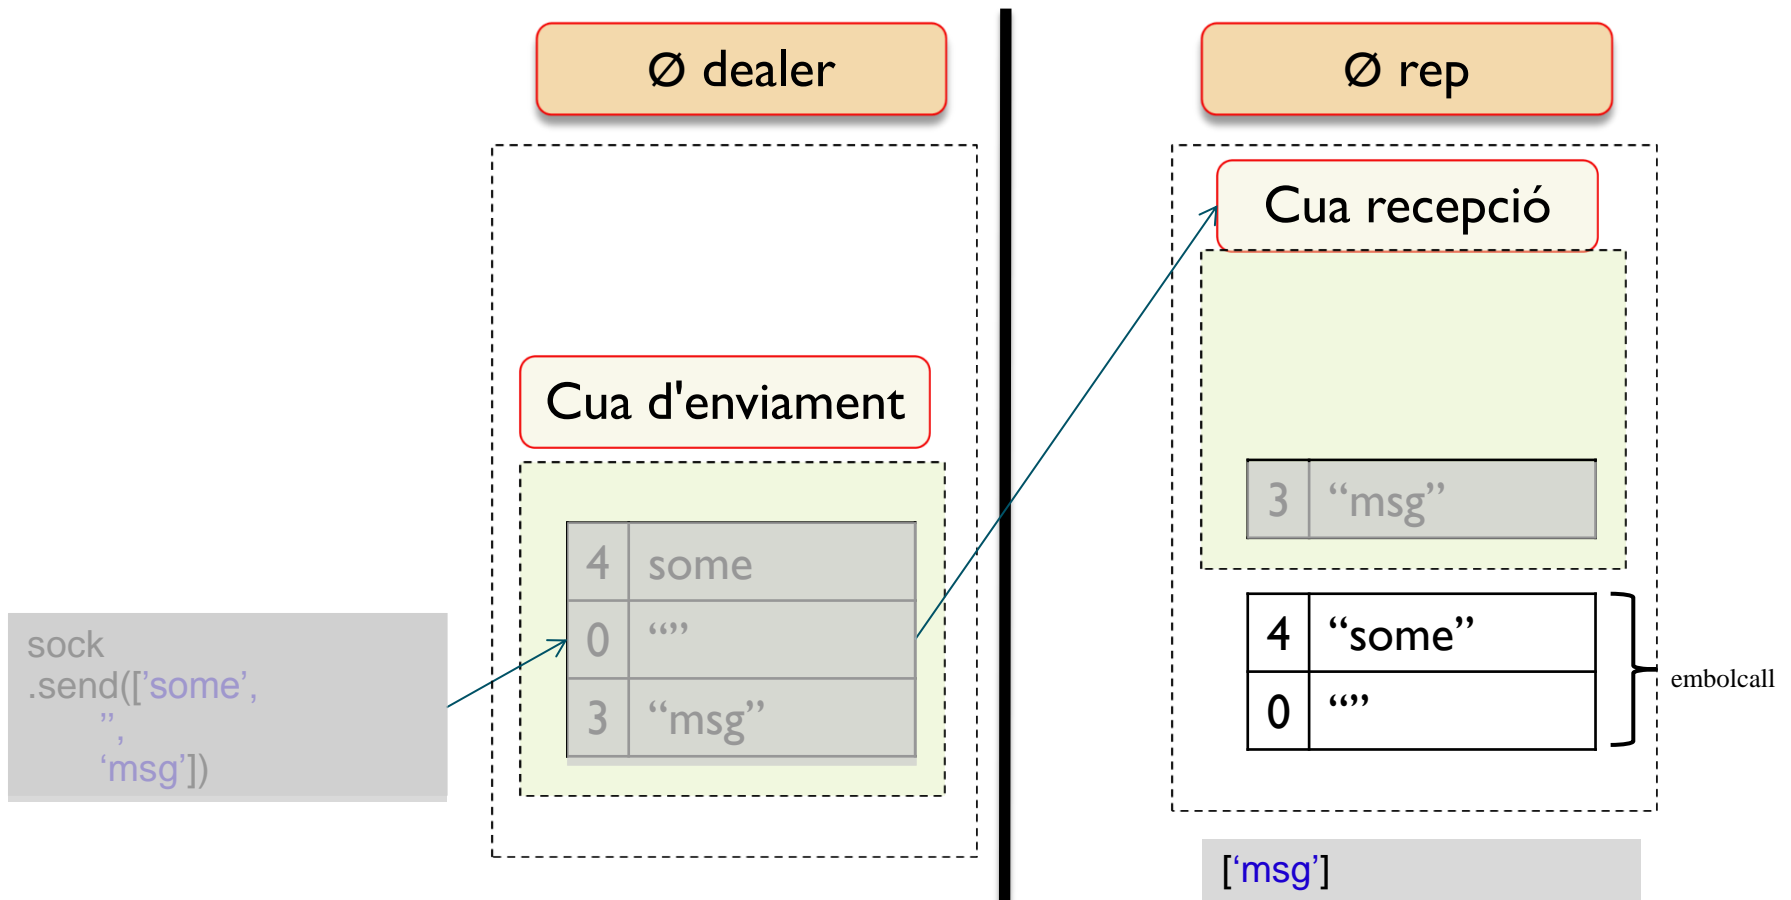 Ø dealer
Ø rep
Cua recepció
Cua d'enviament
3 “msg”
4 some
0 “”
3 “msg”
4 “some”
0 “”
embolcall
sock
.send([’some’,
’’,
‘msg’])
[‘msg’]